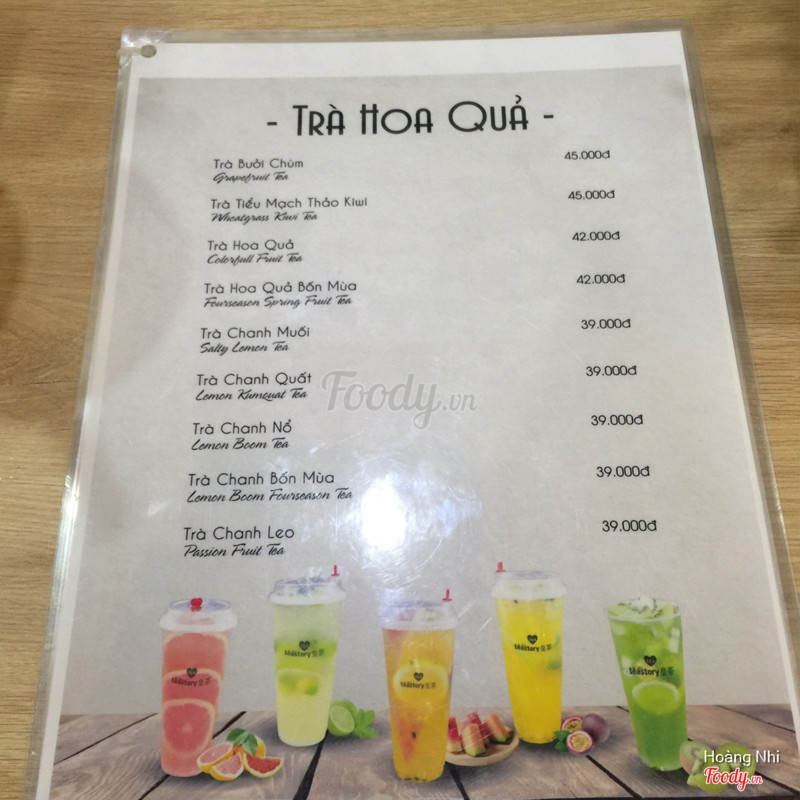 - TRÀ HOA QUẢ -
Trà Bưởi Chùm 45.000đ
Grapefruit Tea
Trà Tiểu Mạch Thảo Kiwi 45.000đ
Wheatgrass Kiwi Tea
Trà Hoa Quả 42.000đ
Colorfull Fruit Tea
Trà Hoa Quả Bốn Mùa 42.000đ
Fourseason Spring Fruit Tea
Trà Chanh Muối 39.000đ
Salty Lemon Tea
Trà Chanh Quất 39.000đ
Lemon Kumquat Tea
Foody.vn
Trà Chanh Nổ 39.000đ
Lemon Boom Tea
Trà Chanh Bốn Mùa 39.000đ
Lemon Boom Fourseason Tea
Trà Chanh Leo 39.000đ
Passion Fruit Tea
Hoàng Nhi
Foody.vn